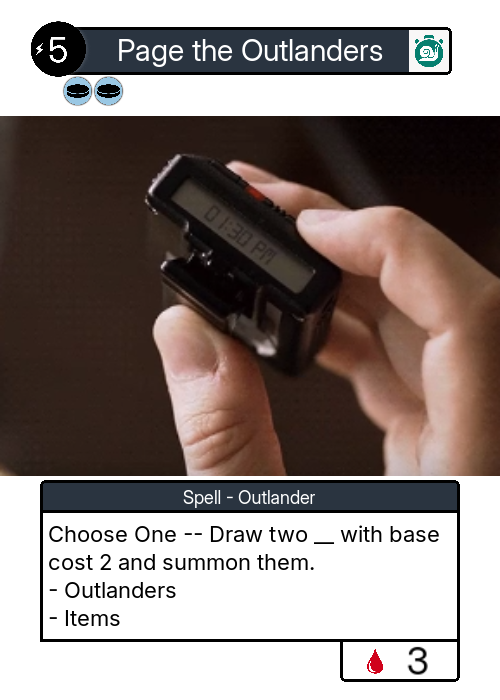 5
Page the Outlanders
01:30 PM
Spell - Outlander
Choose One -- Draw two __ with base
cost 2 and summon them.
- Outlanders
- Items
3